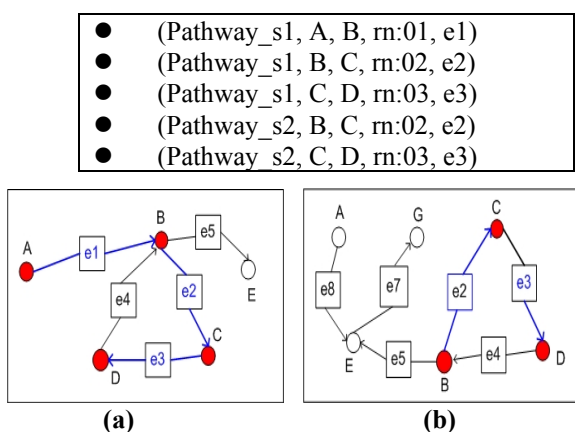 ● (Pathway_s1, A, B, rn:01, e1)
● (Pathway_s1, B, C, rn:02, e2)
● (Pathway_s1, C, D, rn:03, e3)
● (Pathway_s2, B, C, rn:02, e2)
● (Pathway_s2, C, D, rn:03, e3)
A
e1
B
e5
E
e4
e2
C
e3
D
(a)
A
G
C
e8
e7
e2
e3
E
e5
B
e4
D
(b)